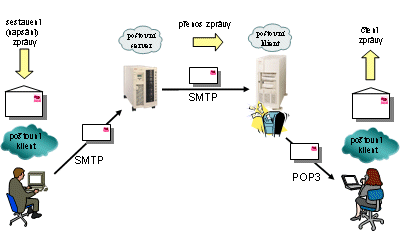 sestavení
(napsání)
zprávy
poštovní
server
přenos zprávy
poštovní
klient
čtení
zprávy
SMTP
poštovní
klient
SMTP
poštovní
klient
POP3